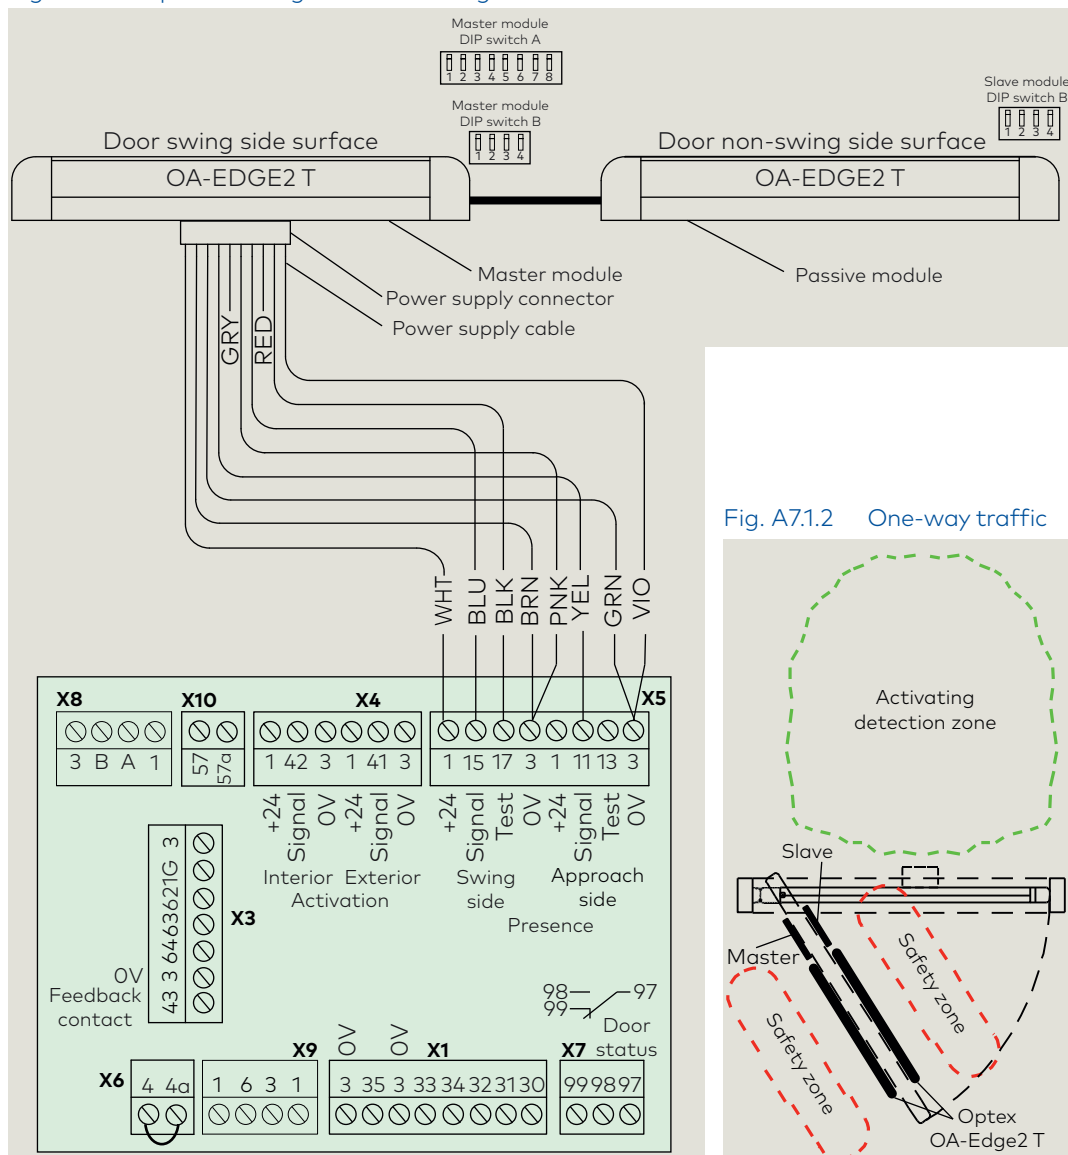 Master module
DIP switch A
1 2 3 4 5 6 7 8
Master module
DIP switch B
1 2 3 4
Slave module
DIP switch B
1 2 3 4
Door swing side surface
Door non-swing side surface
OA-EDGE2 T
OA-EDGE2 T
Master module
Power supply connector
Power supply cable
Passive module
GRY
RED
WHT
BLU
BLK
BRN
PNK
YEL
GRN
VIO
X8
3 B A 1
X10
57
57a
X4
1 42 3 1 41 3
+24
Signal
0V
+24
Signal
0V
Interior Exterior
Activation
X5
1 15 17 3 1 11 13 3
+24
Signal
Test
0V
+24
Signal
Test
0V
Swing
side
Approach
side
Presence
X3
43 3 64 63 62 1G 3
0V
Feedback
contact
98
99
97
Door
status
X6
4 4a
X9
1 6 3 1
X1
0V
0V
3 35 3 33 34 32 31 30
X7
99 98 97
Fig. A7.1.2 One-way traffic
Activating
detection zone
Slave
Master
Safety zone
Safety zone
Optex
OA-Edge2 T